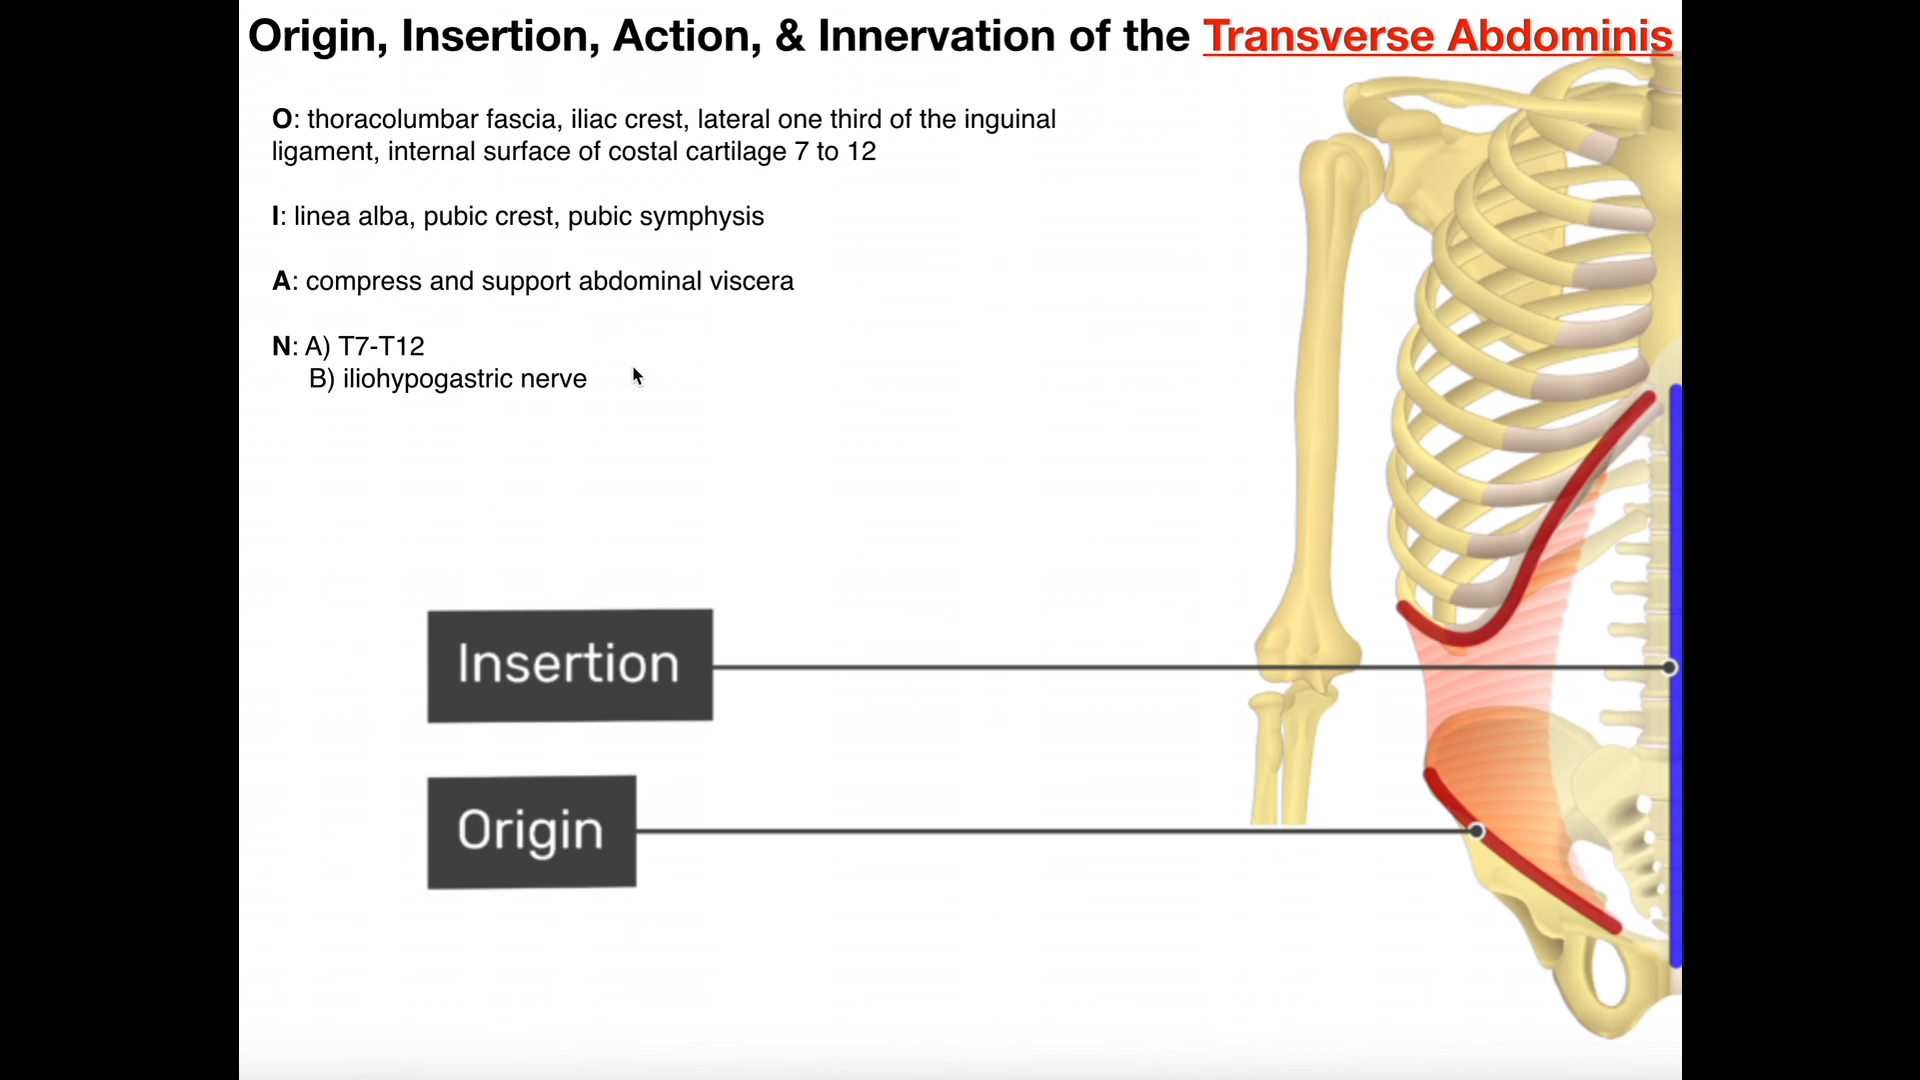 Origin, Insertion, Action, & Innervation of the Transverse Abdominis
O: thoracolumbar fascia, iliac crest, lateral one third of the inguinal
ligament, internal surface of costal cartilage 7 to 12
I: linea alba, pubic crest, pubic symphysis
A: compress and support abdominal viscera
N: A) T7-T12
B) iliohypogastric nerve
Insertion
Origin